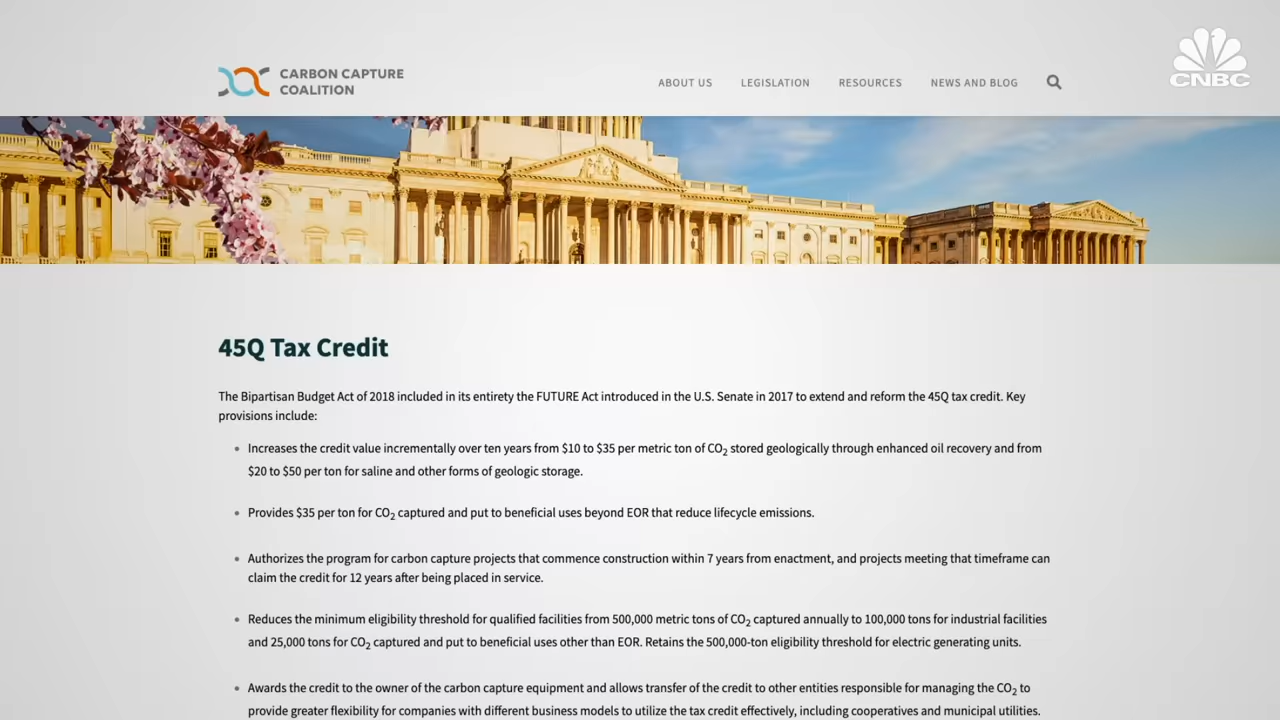 CARBON CAPTURE
COALITION
ABOUT US LEGISLATION RESOURCES NEWS AND BLOG
CNBC
45Q Tax Credit
The Bipartisan Budget Act of 2018 included in its entirety the FUTURE Act introduced in the U.S. Senate in 2017 to extend and reform the 45Q tax credit. Key
provisions include:
• Increases the credit value incrementally over ten years from $10 to $35 per metric ton of CO₂ stored geologically through enhanced oil recovery and from
$20 to $50 per ton for saline and other forms of geologic storage.
• Provides $35 per ton for CO₂ captured and put to beneficial uses beyond EOR that reduce lifecycle emissions.
• Authorizes the program for carbon capture projects that commence construction within 7 years from enactment, and projects meeting that timeframe can
claim the credit for 12 years after being placed in service.
• Reduces the minimum eligibility threshold for qualified facilities from 500,000 metric tons of CO₂ captured annually to 100,000 tons for industrial facilities
and 25,000 tons for CO₂ captured and put to beneficial uses other than EOR. Retains the 500,000-ton eligibility threshold for electric generating units.
• Awards the credit to the owner of the carbon capture equipment and allows transfer of the credit to other entities responsible for managing the CO₂ to
provide greater flexibility for companies with different business models to utilize the tax credit effectively, including cooperatives and municipal utilities.